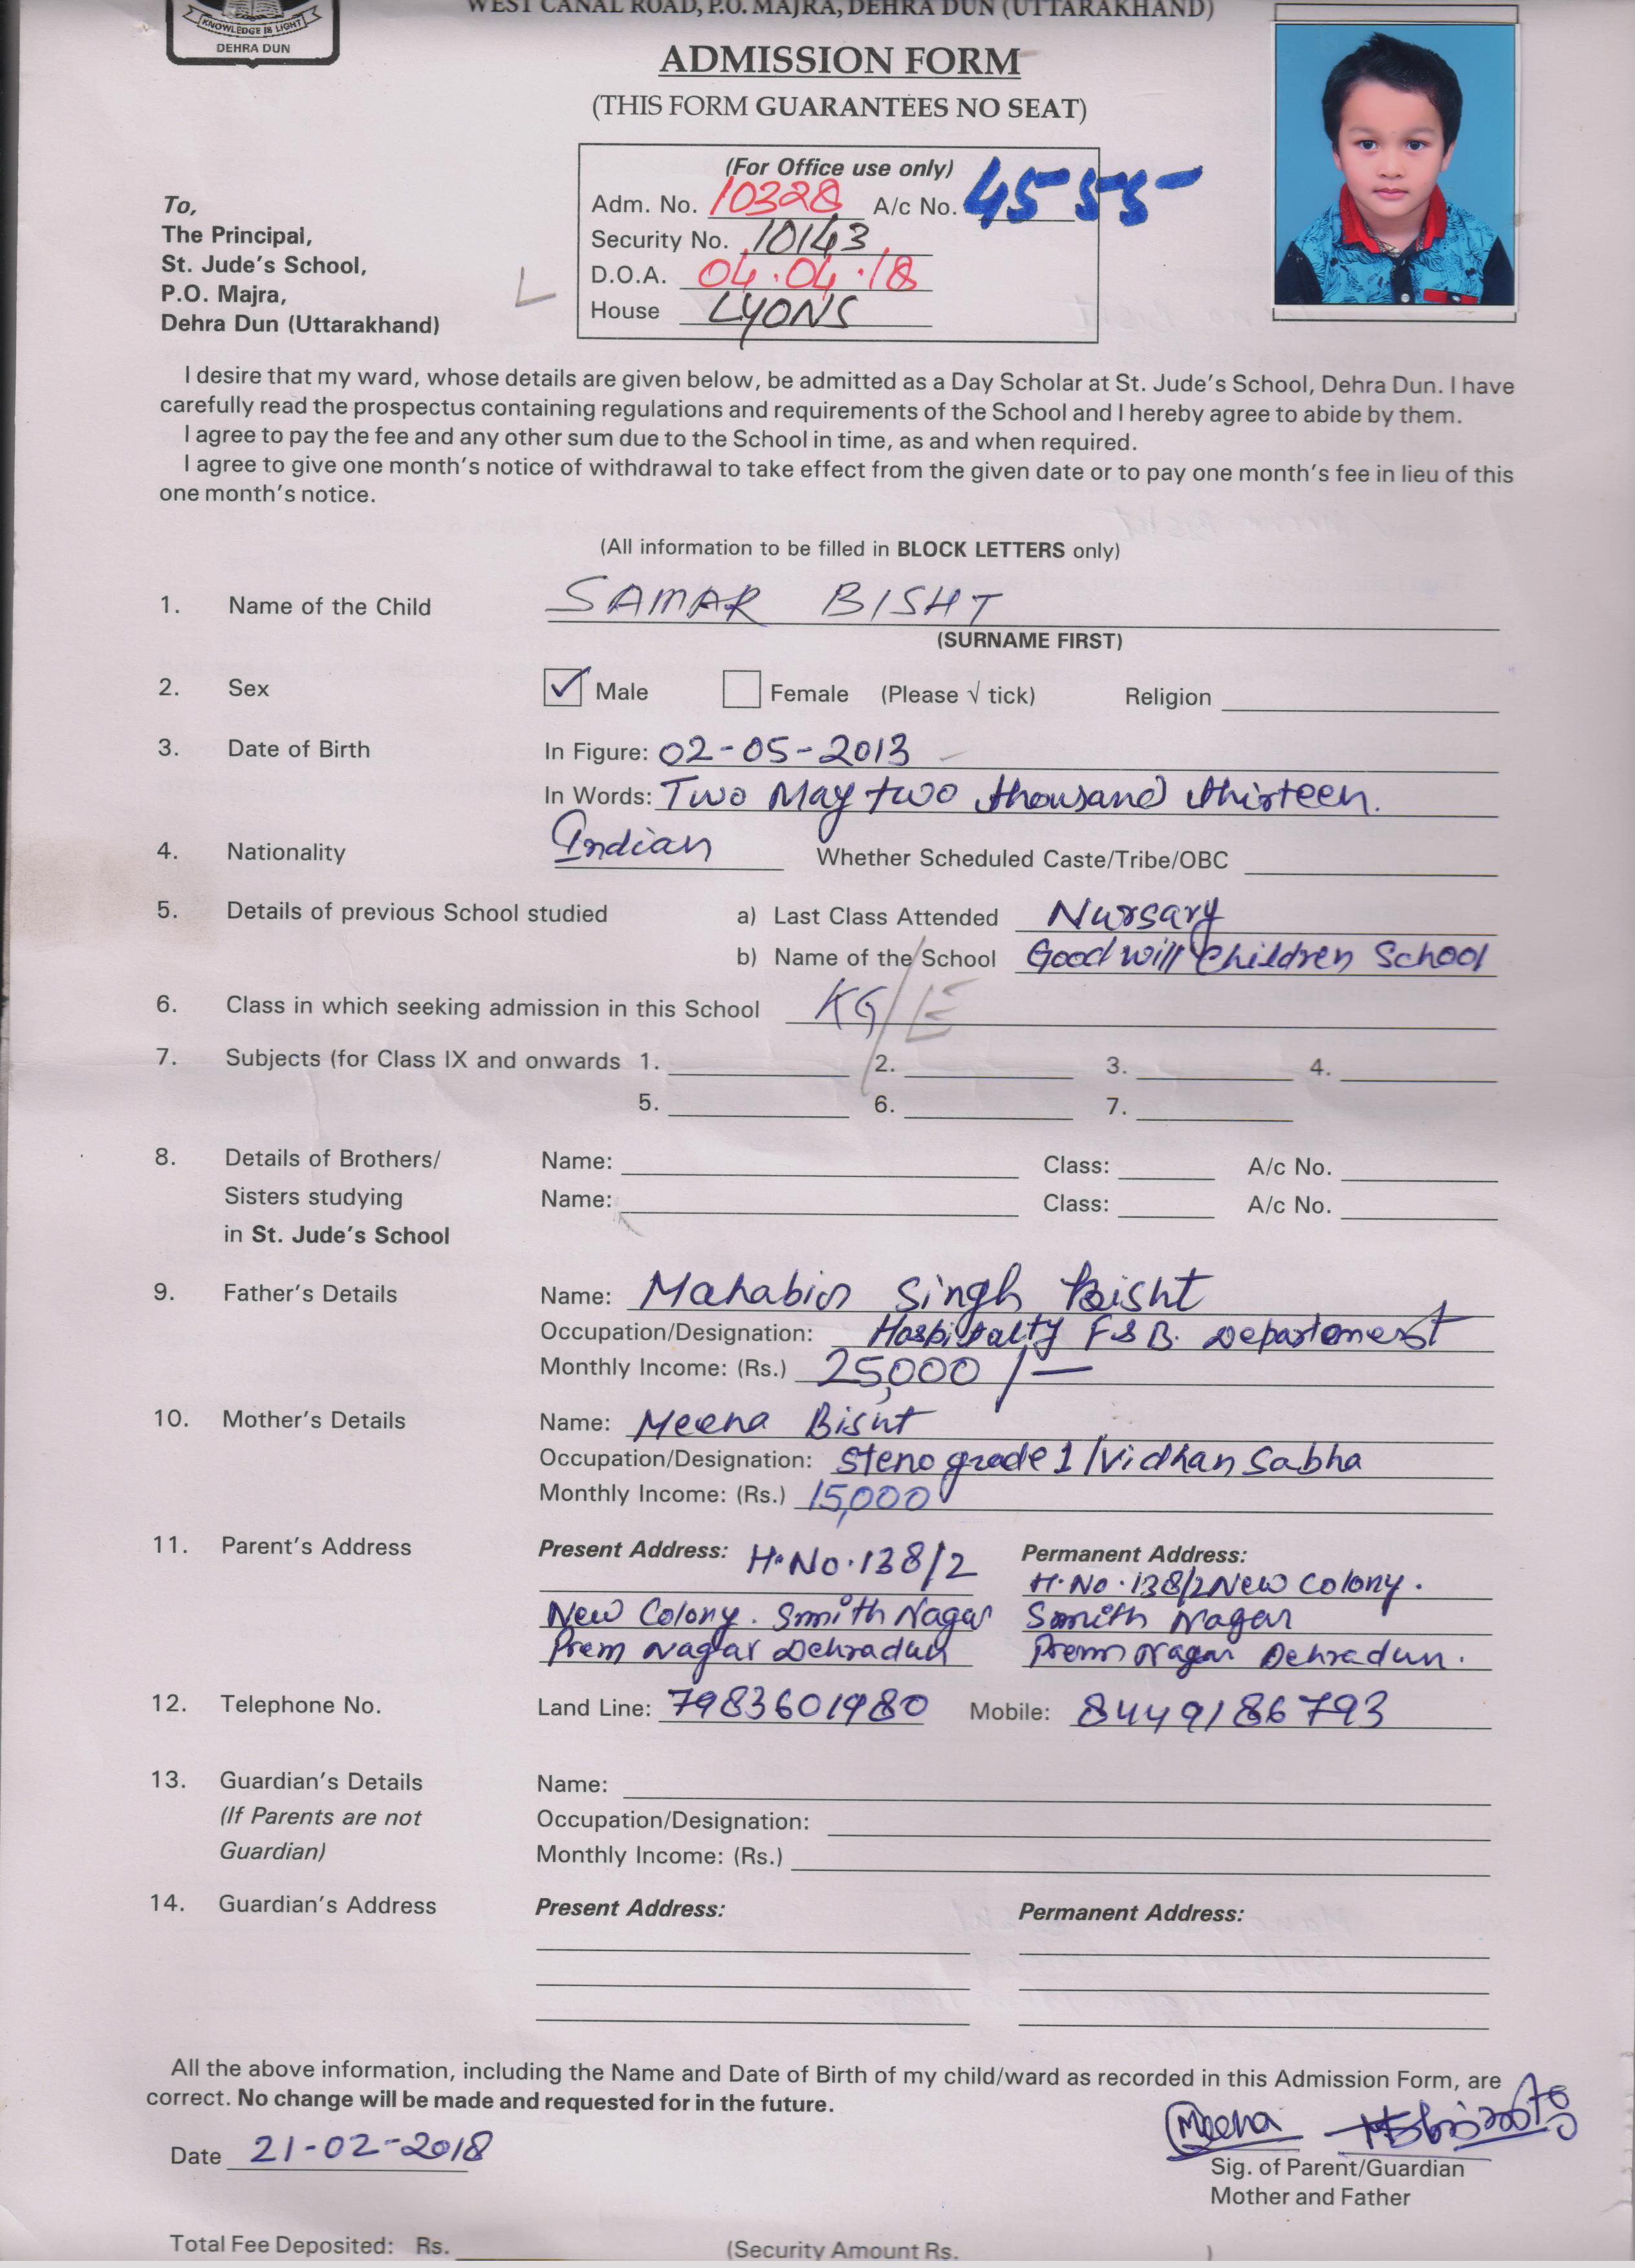 WEST CANAL ROAD, P.O. MAJRA, DEHRA DUN (UTTARAKHAND)
KNOWLEDGE IS LIGHT
DEHRA DUN
ADMISSION FORM
(THIS FORM GUARANTEES NO SEAT)
(For Office use only)
Adm. No. 10328 A/c No. 4555
Security No. 10143
D.O.A. 04.04.18
House LYONS
To,
The Principal,
St. Jude's School,
P.O. Majra,
Dehra Dun (Uttarakhand)
I desire that my ward, whose details are given below, be admitted as a Day Scholar at St. Jude's School, Dehra Dun. I have
carefully read the prospectus containing regulations and requirements of the School and I hereby agree to abide by them.
I agree to pay the fee and any other sum due to the School in time, as and when required.
I agree to give one month's notice of withdrawal to take effect from the given date or to pay one month's fee in lieu of this
one month's notice.
(All information to be filled in BLOCK LETTERS only)
1. Name of the Child SAMAR BISHT
(SURNAME FIRST)
2. Sex Male Female (Please √ tick) Religion
3. Date of Birth In Figure: 02-05-2013
In Words: Two May two thousand thirteen.
4. Nationality Indian Whether Scheduled Caste/Tribe/OBC
5. Details of previous School studied a) Last Class Attended Nursary
b) Name of the School Good will Children School
6. Class in which seeking admission in this School KG/E
7. Subjects (for Class IX and onwards 1. 2. 3. 4.
5. 6. 7.
8. Details of Brothers/ Name: Class: A/c No.
Sisters studying Name: Class: A/c No.
in St. Jude's School
9. Father's Details Name: Mahabir Singh Bisht
Occupation/Designation: Hospitalty F&B. Departement
Monthly Income: (Rs.) 25,000/-
10. Mother's Details Name: Meena Bisht
Occupation/Designation: Steno grade 1/Vidhan Sabha
Monthly Income: (Rs.) 15,000
11. Parent's Address Present Address: H.No.138/2 Permanent Address:
H.No.138/2 New Colony.
New Colony. Smith Nagar Smith Nagar
Prem Nagar Dehradun Prem Nagar Dehradun.
12. Telephone No. Land Line: 7983601980 Mobile: 8449186793
13. Guardian's Details Name:
(If Parents are not Occupation/Designation:
Guardian) Monthly Income: (Rs.)
14. Guardian's Address Present Address: Permanent Address:
All the above information, including the Name and Date of Birth of my child/ward as recorded in this Admission Form, are
correct. No change will be made and requested for in the future.
Meena
Date 21-02-2018
Sig. of Parent/Guardian
Mother and Father
Total Fee Deposited: Rs. (Security Amount Rs. )